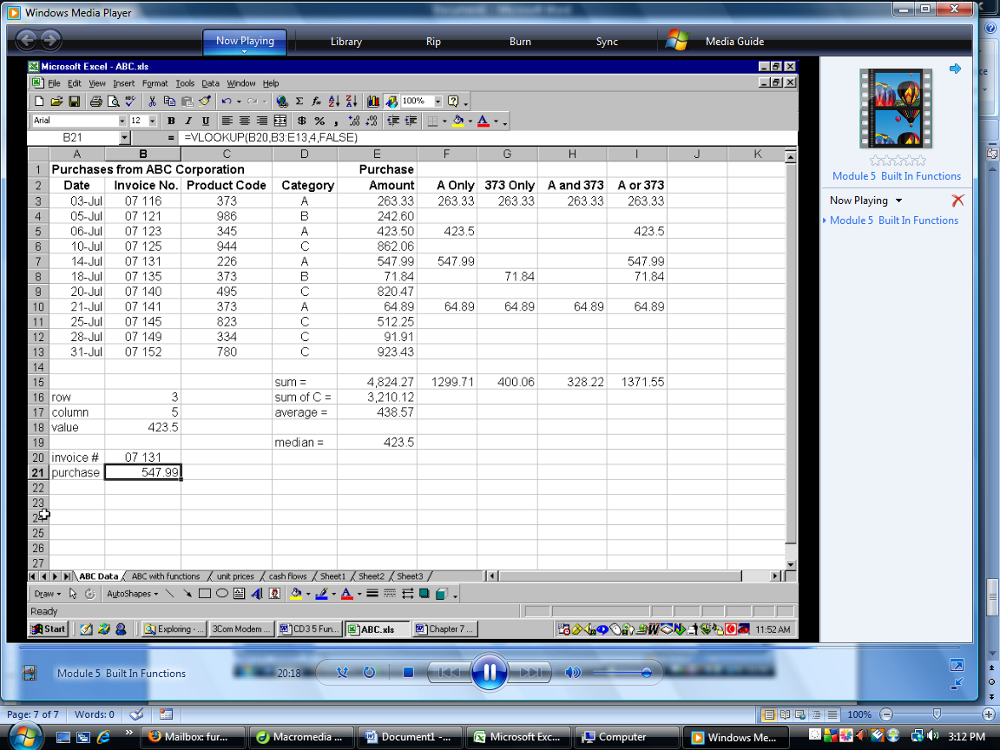 Windows Media Player
Now Playing Library Rip Burn Sync Media Guide
Microsoft Excel - ABC.xls
File Edit View Insert Format Tools Data Window Help
100%
Arial 12 B I U $ % ,
B21 = =VLOOKUP(B20,B3:E13,4,FALSE)
A B C D E F G H I J K
1 Purchases from ABC Corporation Purchase
2 Date Invoice No. Product Code Category Amount A Only 373 Only A and 373 A or 373
3 03-Jul 07 116 373 A 263.33 263.33 263.33 263.33 263.33
4 05-Jul 07 121 986 B 242.60
5 06-Jul 07 123 345 A 423.50 423.5 423.5
6 10-Jul 07 125 944 C 862.06
7 14-Jul 07 131 226 A 547.99 547.99 547.99
8 18-Jul 07 135 373 B 71.84 71.84 71.84
9 20-Jul 07 140 495 C 820.47
10 21-Jul 07 141 373 A 64.89 64.89 64.89 64.89 64.89
11 25-Jul 07 145 823 C 512.25
12 28-Jul 07 149 334 C 91.91
13 31-Jul 07 152 780 C 923.43
14
15 sum = 4,824.27 1299.71 400.06 328.22 1371.55
16 row 3 sum of C = 3,210.12
17 column 5 average = 438.57
18 value 423.5
19 median = 423.5
20 invoice # 07 131
21 purchase 547.99
22
23
24
25
26
27
ABC Data ABC with functions unit prices cash flows Sheet1 Sheet2 Sheet3
Draw AutoShapes
Ready
Start Exploring - ... 3Com Modem ... CD3 5 Fun... ABC.xls Chapter 7 ... 11:52 AM
Module 5 Built In Functions
Now Playing
Module 5 Built In Functions
Module 5 Built In Functions 20:18
Page: 7 of 7 Words: 0 100%
Mailbox: fur... Macromedia ... Document1 -... Microsoft Exc... Computer Windows Me... 3:12 PM